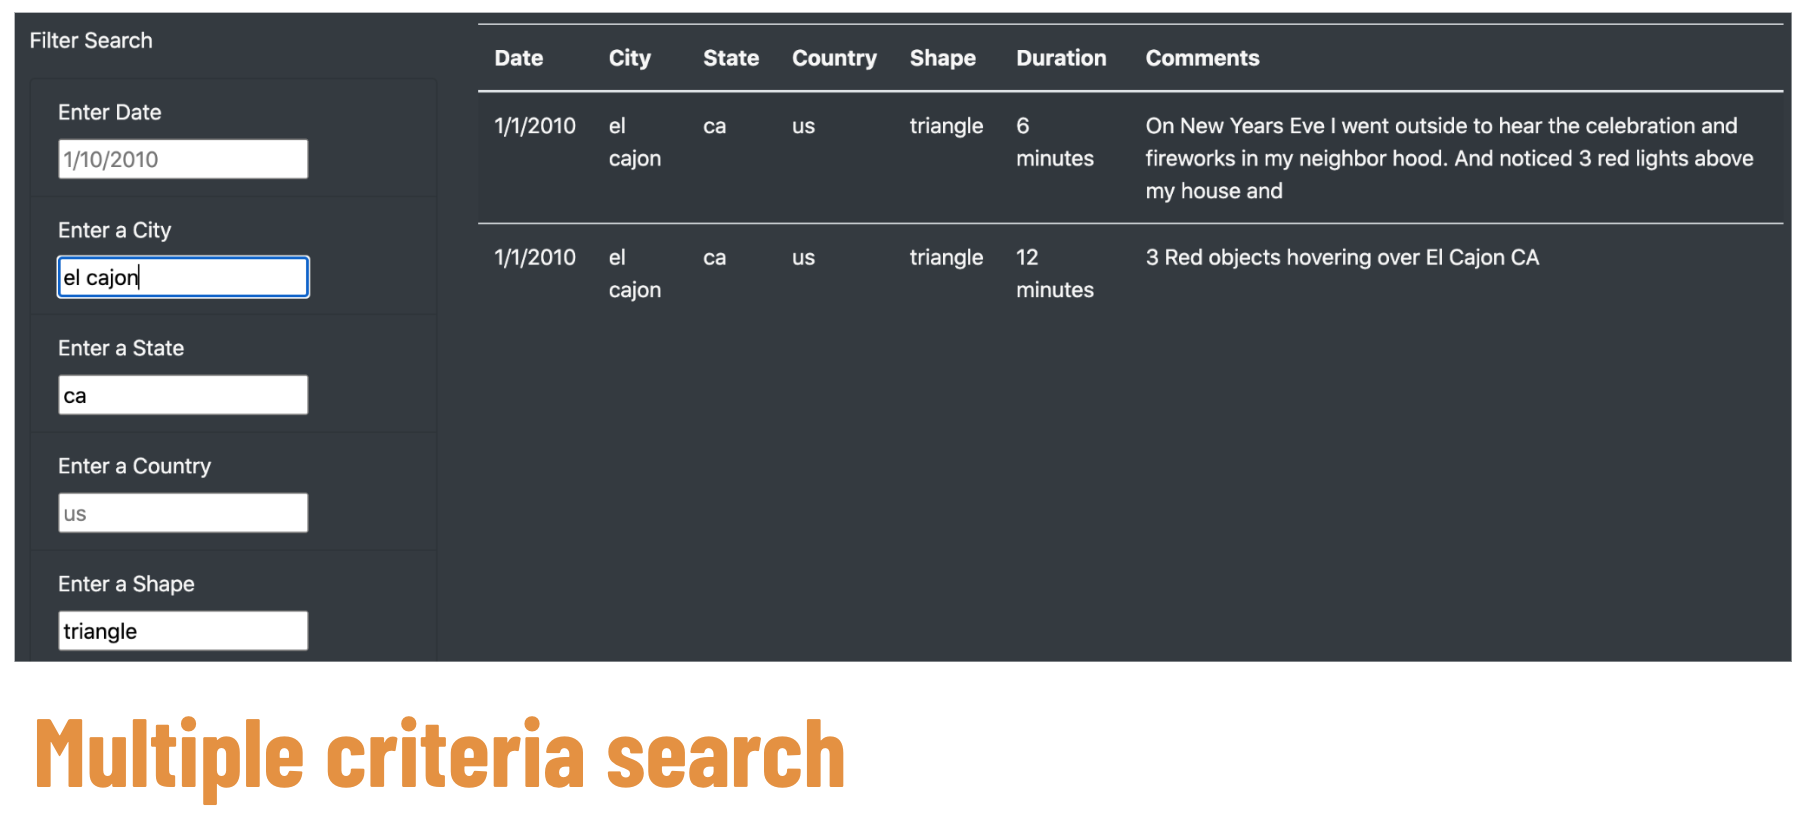 Filter Search
Enter Date
1/10/2010
Enter a City
el cajon
Enter a State
ca
Enter a Country
us
Enter a Shape
triangle
Date City State Country Shape Duration Comments
1/1/2010 el ca us triangle 6 On New Years Eve I went outside to hear the celebration and
cajon minutes fireworks in my neighbor hood. And noticed 3 red lights above
my house and
1/1/2010 el ca us triangle 12 3 Red objects hovering over El Cajon CA
cajon minutes
Multiple criteria search